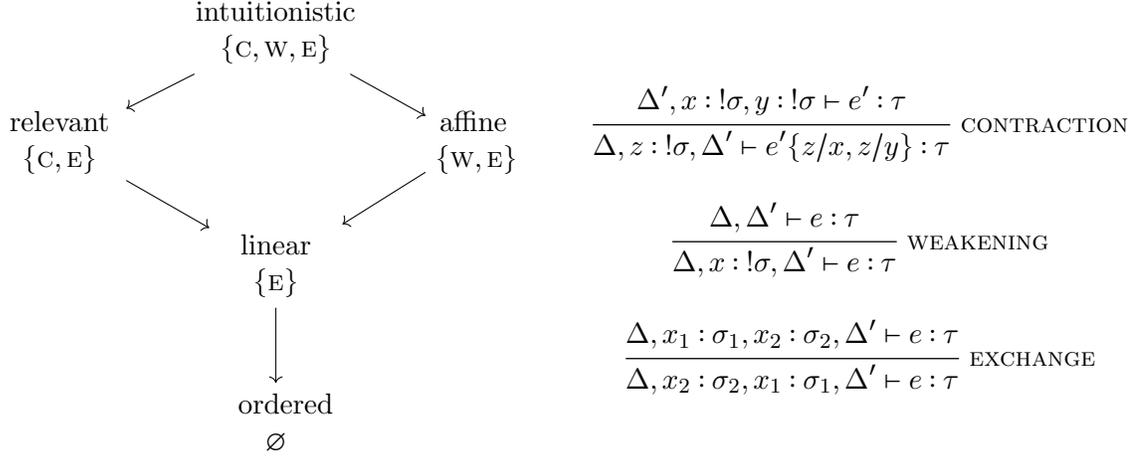 intuitionistic
{C, W, E}
relevant
{C, E}
affine
{W, E}
linear
{E}
ordered
∅
Δ′, x : !σ, y : !σ ⊢ e′ : τ
Δ, z : !σ, Δ′ ⊢ e′{z/x, z/y} : τ
CONTRACTION
Δ, Δ′ ⊢ e : τ
Δ, x : !σ, Δ′ ⊢ e : τ
WEAKENING
Δ, x₁ : σ₁, x₂ : σ₂, Δ′ ⊢ e : τ
Δ, x₂ : σ₂, x₁ : σ₁, Δ′ ⊢ e : τ
EXCHANGE